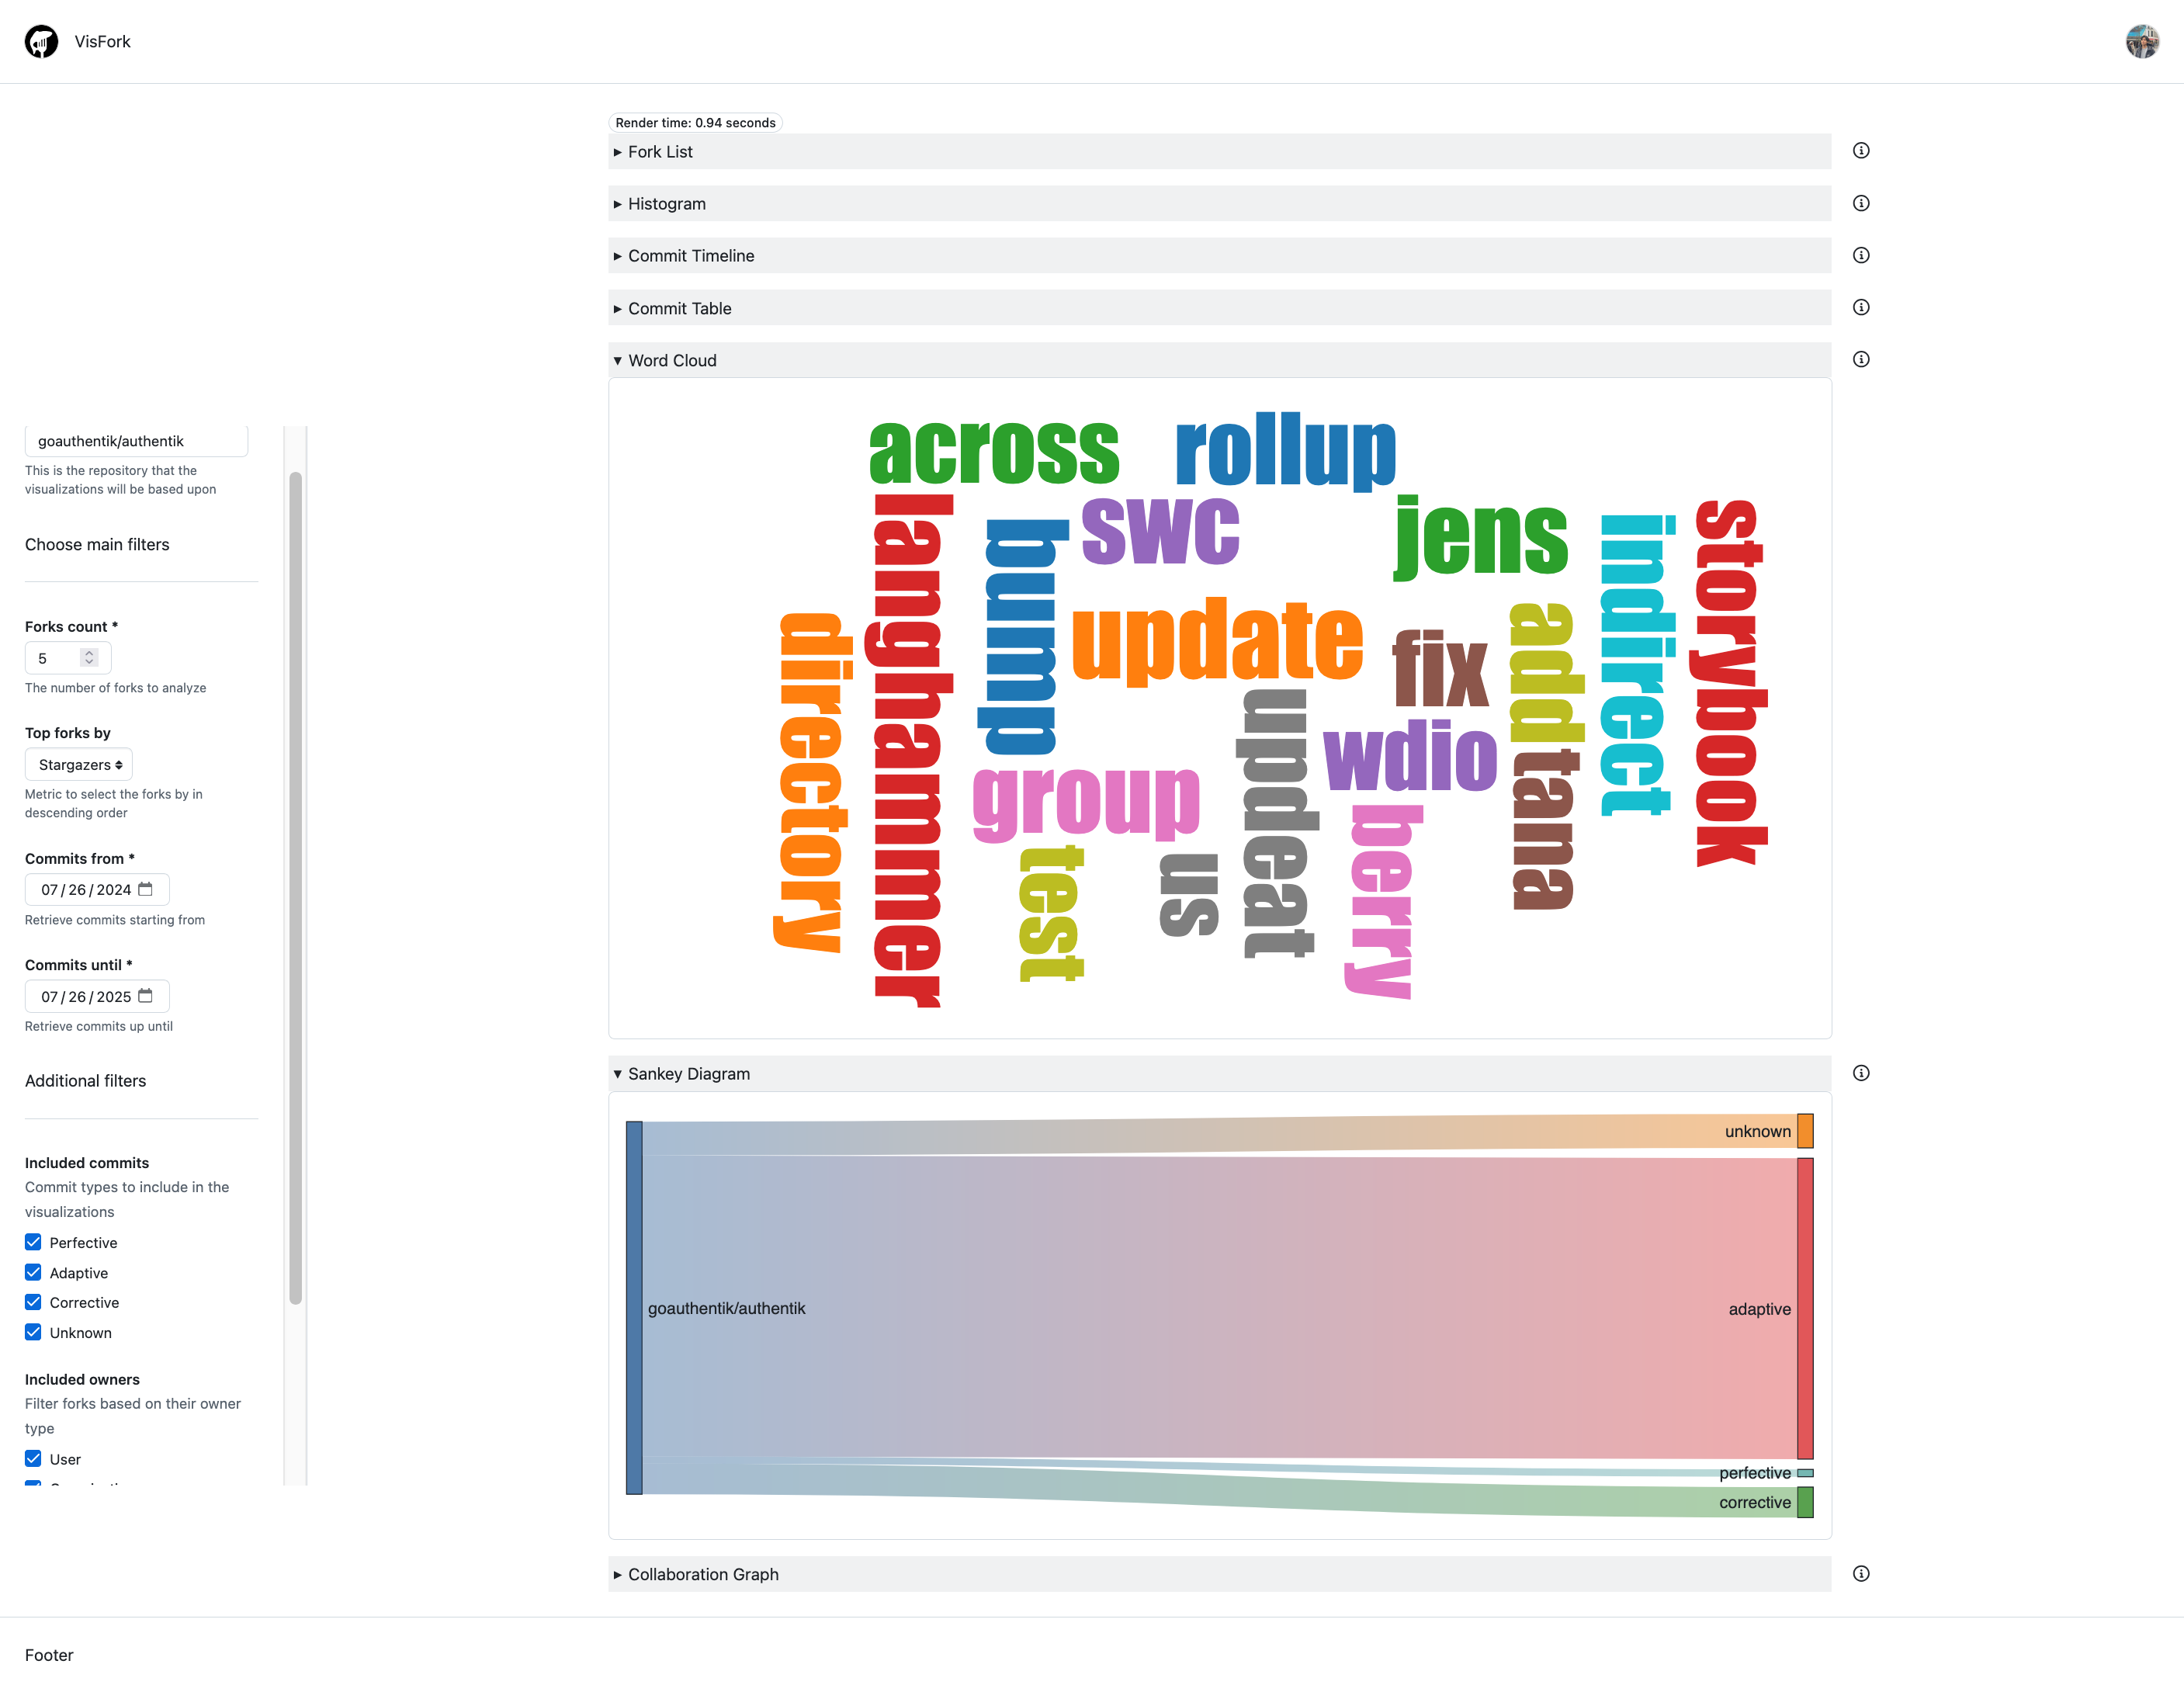 VisFork
goauthentik/authentik
This is the repository that the
visualizations will be based upon
Choose main filters
Forks count *
5
The number of forks to analyze
Top forks by
Stargazers
Metric to select the forks by in
descending order
Commits from *
07/26/2024
Retrieve commits starting from
Commits until *
07/26/2025
Retrieve commits up until
Additional filters
Included commits
Commit types to include in the
visualizations
Perfective
Adaptive
Corrective
Unknown
Included owners
Filter forks based on their owner
type
User
Render time: 0.94 seconds
Fork List
Histogram
Commit Timeline
Commit Table
Word Cloud
across
rollup
swc
jens
langhammer
bump
storybook
indirect
update
directory
add
fix
updeat
wdio
tana
group
berry
test
us
Sankey Diagram
unknown
goauthentik/authentik
adaptive
perfective
corrective
Collaboration Graph
Footer